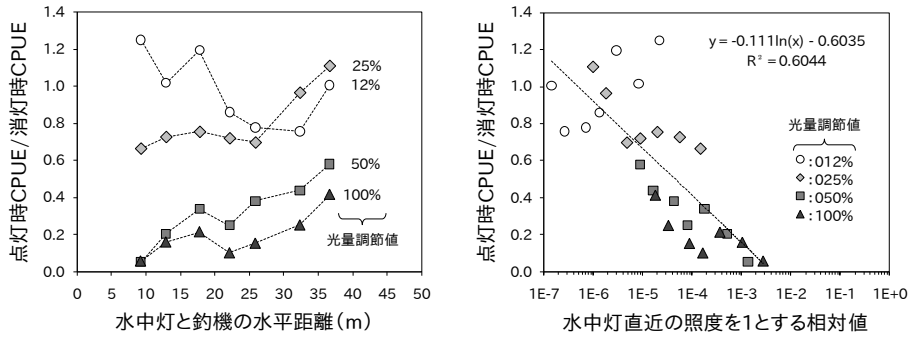 点灯時CPUE/消灯時CPUE
1.4
1.2
1.0
0.8
0.6
0.4
0.2
0.0
25%
12%
50%
100%
光量調節値
0 5 10 15 20 25 30 35 40 45 50
水中灯と釣機の水平距離(m)
点灯時CPUE/消灯時CPUE
1.4
1.2
1.0
0.8
0.6
0.4
0.2
0.0
y = -0.111ln(x) - 0.6035
R² = 0.6044
光量調節値
:012%
:025%
:050%
:100%
1E-7 1E-6 1E-5 1E-4 1E-3 1E-2 1E-1 1E+0
水中灯直近の照度を1とする相対値